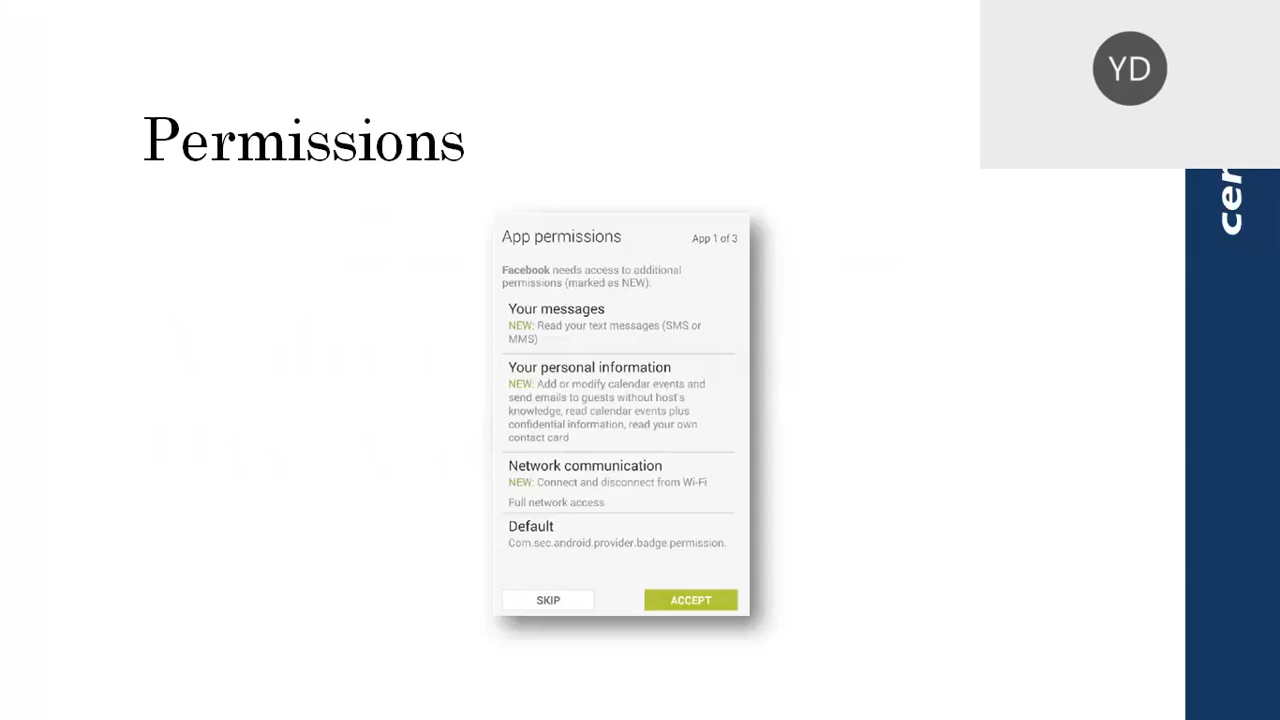 YD
Permissions
cer
App permissions
App 1 of 3
Facebook needs access to additional
permissions (marked as NEW).
Your messages
NEW: Read your text messages (SMS or
MMS)
Your personal information
NEW: Add or modify calendar events and
send emails to guests without host's
knowledge, read calendar events plus
confidential information, read your own
contact card
Network communication
NEW: Connect and disconnect from Wi-Fi
Full network access
Default
Com.sec.android.provider.badge.permission.
SKIP
ACCEPT